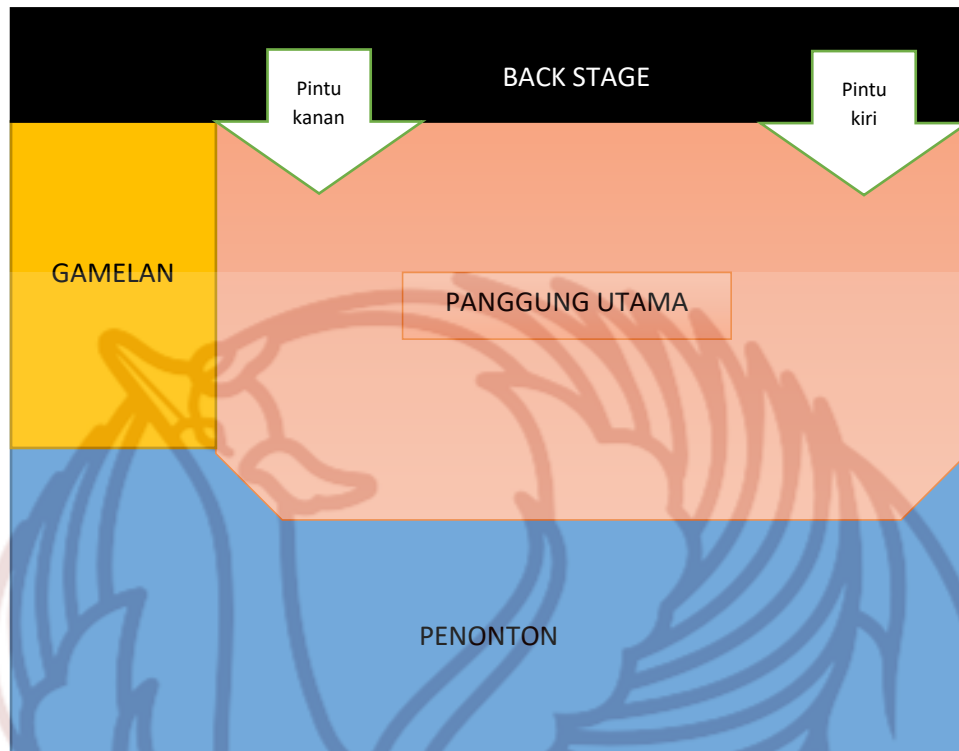 BACK STAGE
Pintu
kanan
Pintu
kiri
GAMELAN
PANGGUNG UTAMA
PENONTON